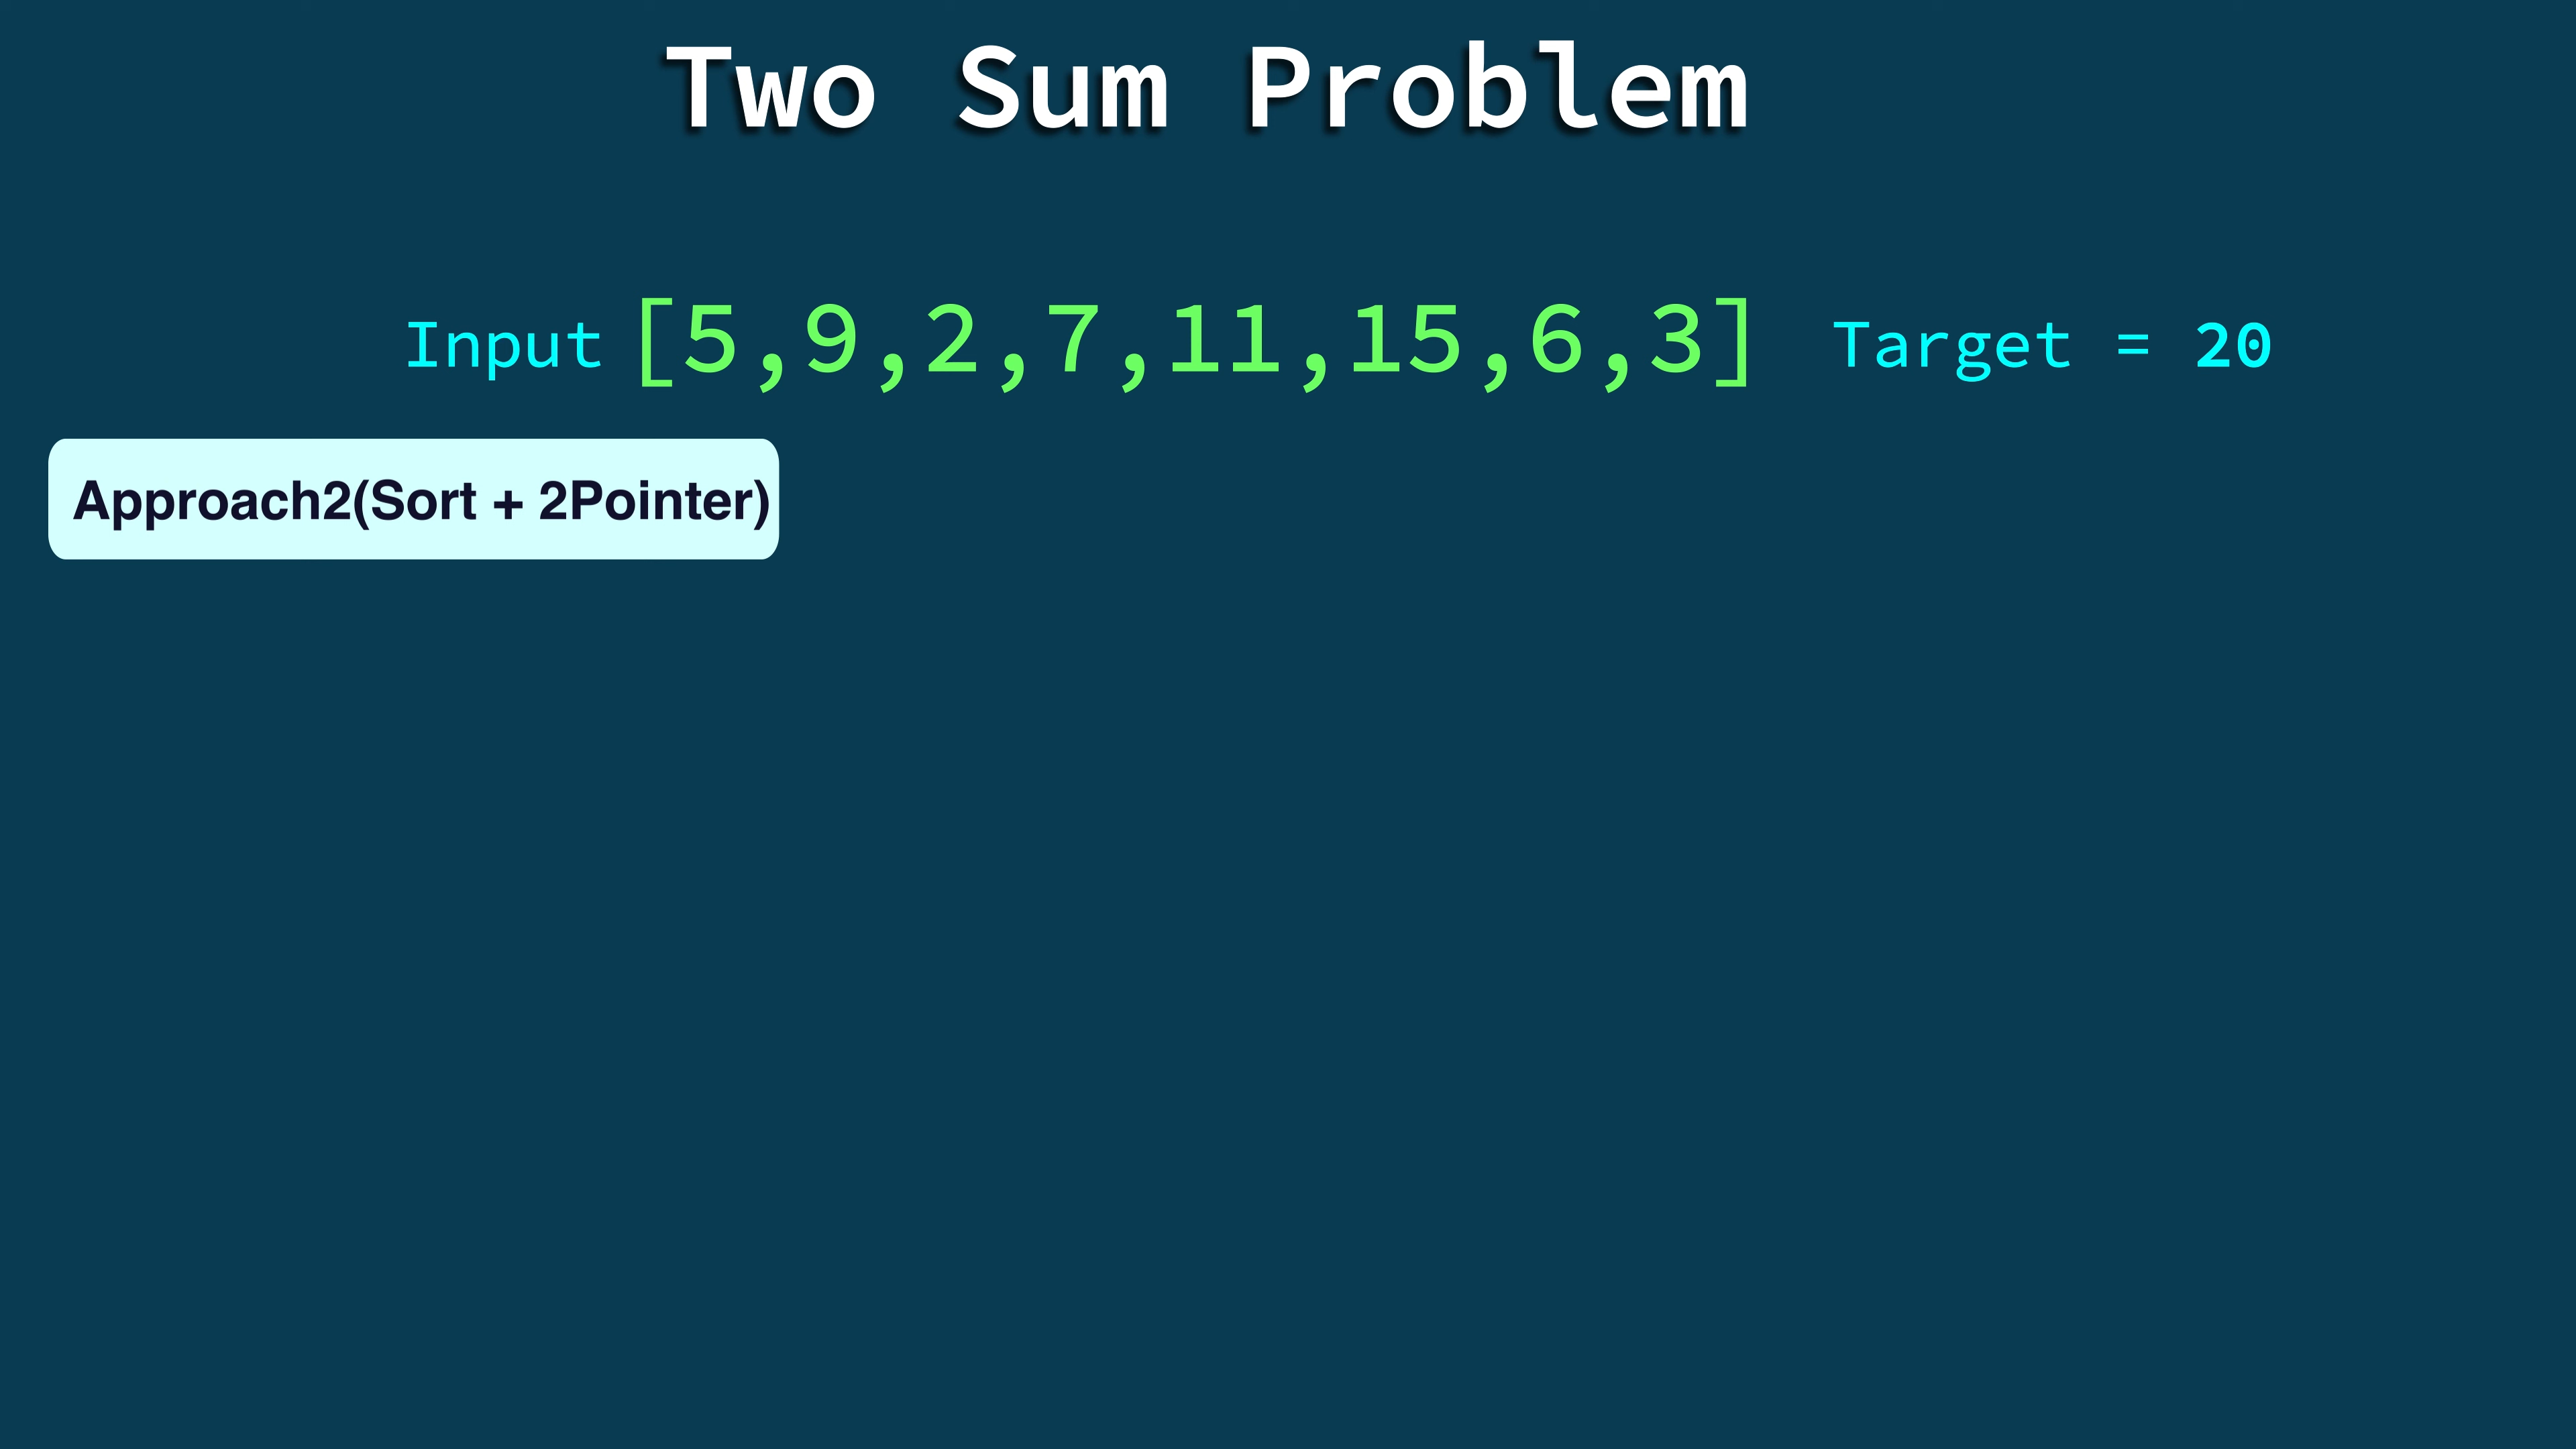 Two Sum Problem
Input [5,9,2,7,11,15,6,3] Target = 20
Approach2(Sort + 2Pointer)